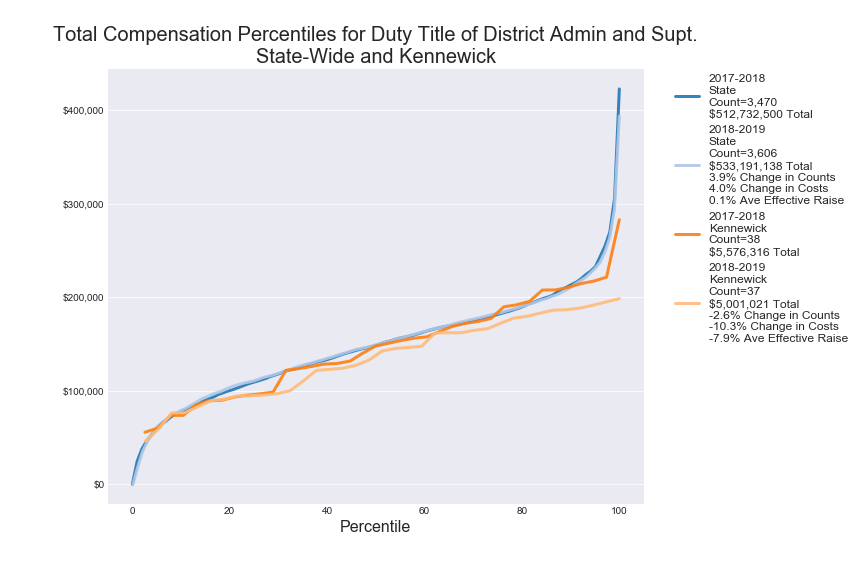 Total Compensation Percentiles for Duty Title of District Admin and Supt.
State-Wide and Kennewick
$400,000
$300,000
$200,000
$100,000
$0
0
20
40
60
80
100
Percentile
2017-2018
State
Count=3,470
$512,732,500 Total
2018-2019
State
Count=3,606
$533,191,138 Total
3.9% Change in Counts
4.0% Change in Costs
0.1% Ave Effective Raise
2017-2018
Kennewick
Count=38
$5,576,316 Total
2018-2019
Kennewick
Count=37
$5,001,021 Total
-2.6% Change in Counts
-10.3% Change in Costs
-7.9% Ave Effective Raise